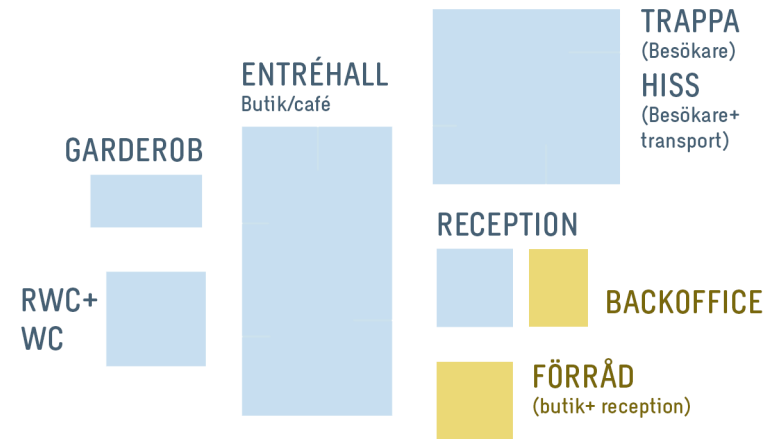 TRAPPA
(Besökare)
HISS
(Besökare+
transport)
ENTRÉHALL
Butik/café
GARDEROB
RECEPTION
RWC+
WC
BACKOFFICE
FÖRRÅD
(butik+ reception)